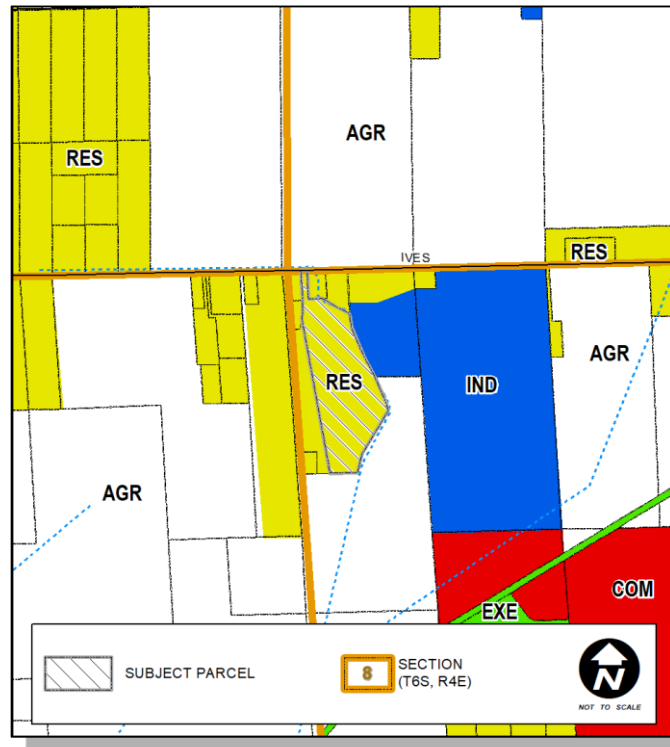 AGR
RES
IVES
RES
AGR
RES
IND
AGR
COM
EXE
SUBJECT PARCEL
8
SECTION
(T6S, R4E)
N
NOT TO SCALE